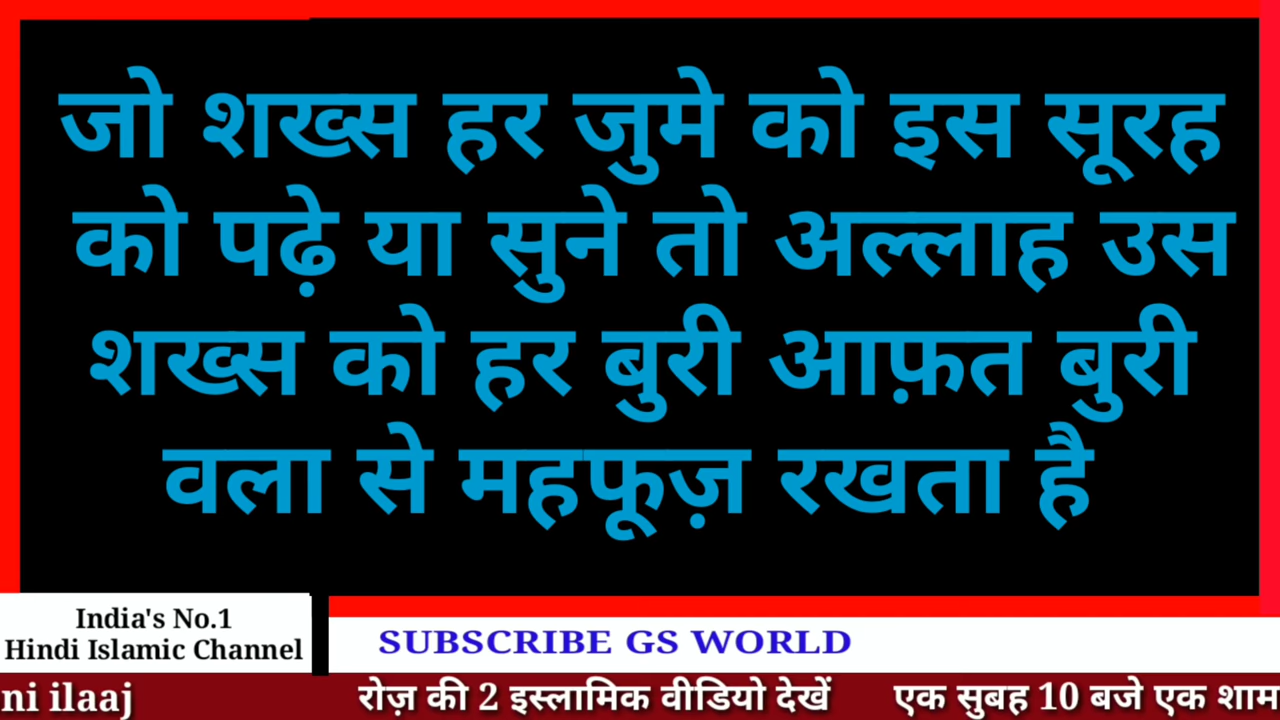 जो शख्स हर जुमे को इस सूरह
को पढ़े या सुने तो अल्लाह उस
शख्स को हर बुरी आफ़त बुरी
वला से महफूज़ रखता है
India's No.1
Hindi Islamic Channel
SUBSCRIBE GS WORLD
ni ilaaj रोज़ की 2 इस्लामिक वीडियो देखें एक सुबह 10 बजे एक शाम